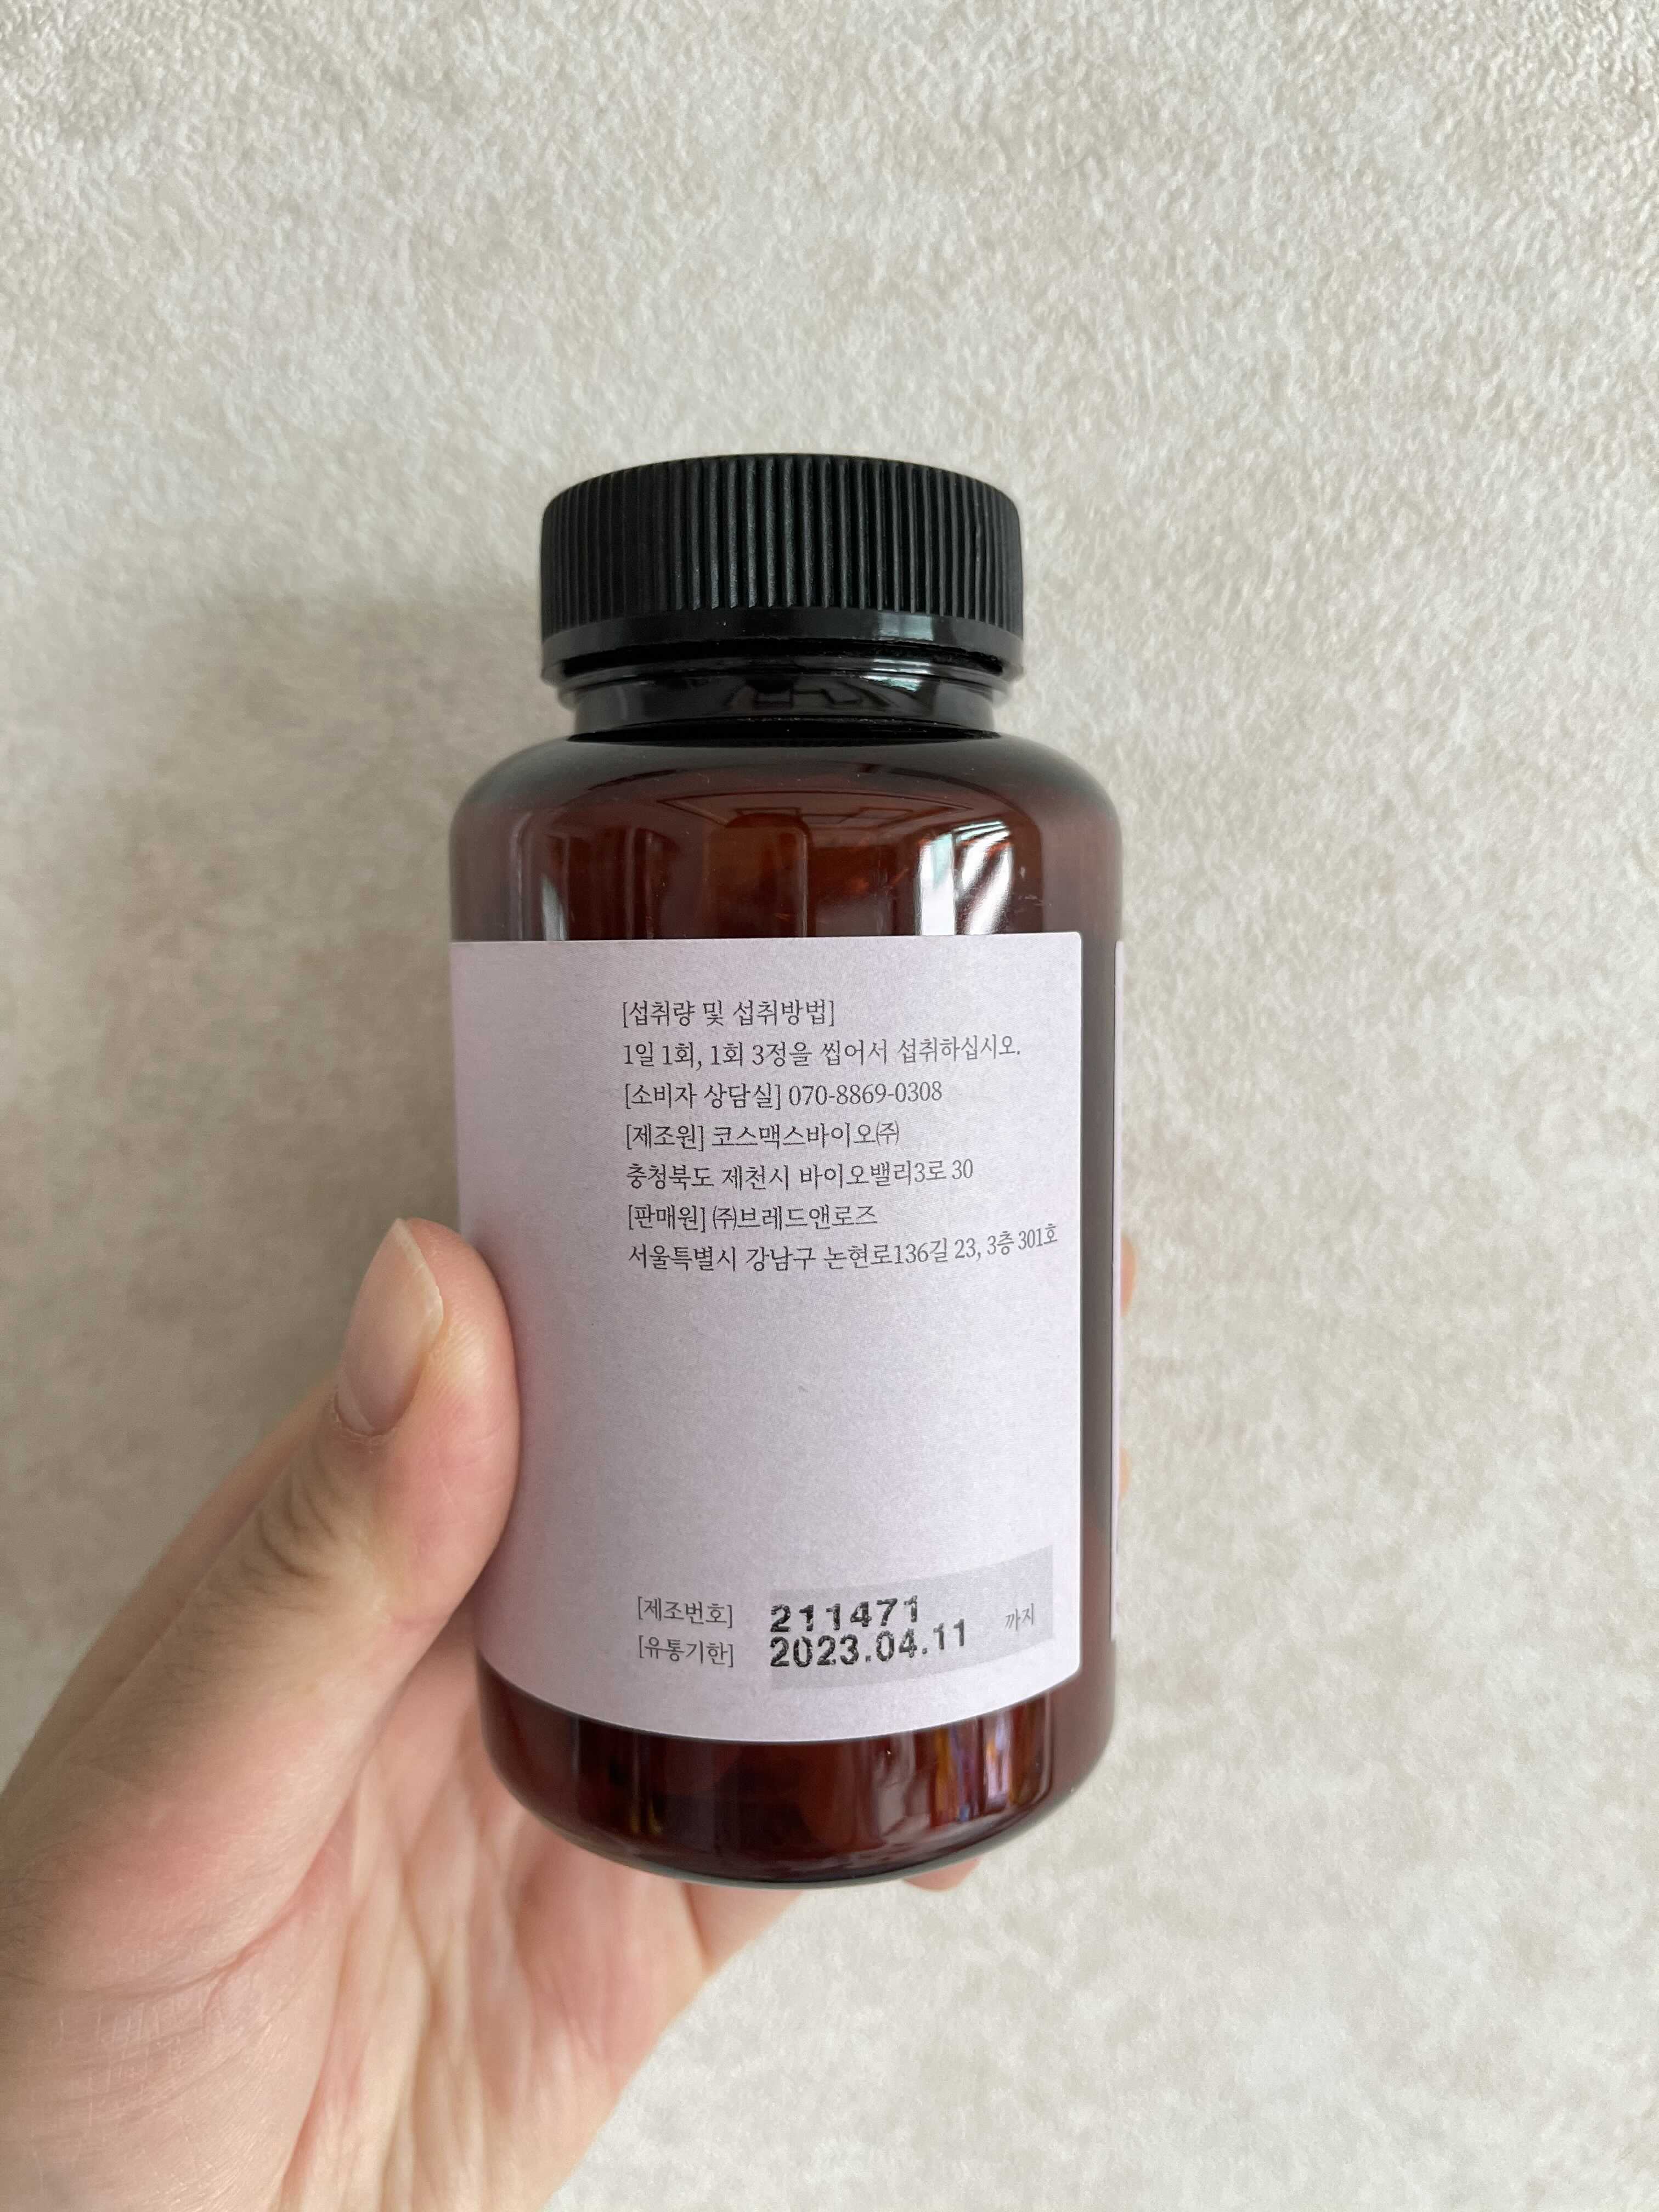 [섭취량 및 섭취방법]
1일 1회, 1회 3정을 씹어서 섭취하십시오.
[소비자 상담실] 070-8869-0308
[제조원] 코스맥스바이오㈜
충청북도 제천시 바이오밸리3로 30
[판매원] ㈜브레드앤로즈
서울특별시 강남구 논현로136길 23, 3층 301호
[제조번호] 211471
[유통기한] 2023.04.11 까지